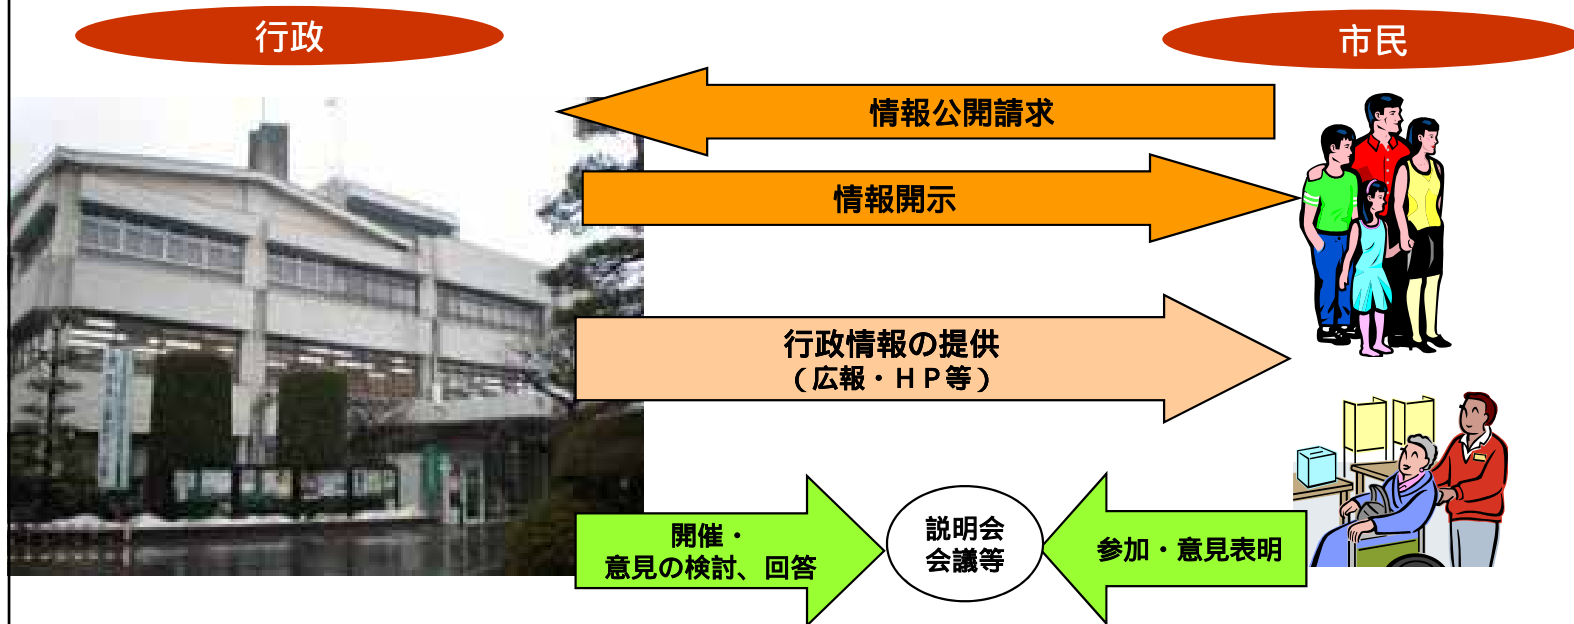 行政
市民
情報公開請求
情報開示
行政情報の提供
（広報・ＨＰ等）
開催・
意見の検討、回答
説明会
会議等
参加・意見表明